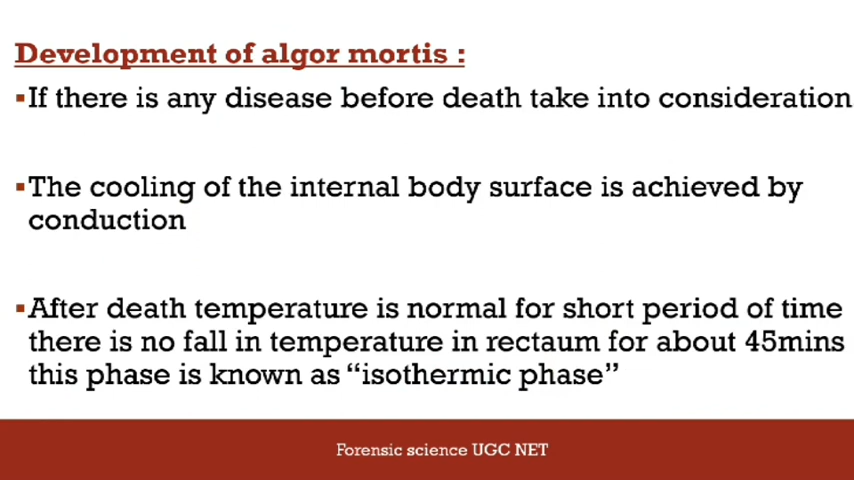 Development of algor mortis :
▪If there is any disease before death take into consideration
▪The cooling of the internal body surface is achieved by
conduction
▪After death temperature is normal for short period of time
there is no fall in temperature in rectaum for about 45mins
this phase is known as “isothermic phase”
Forensic science UGC NET